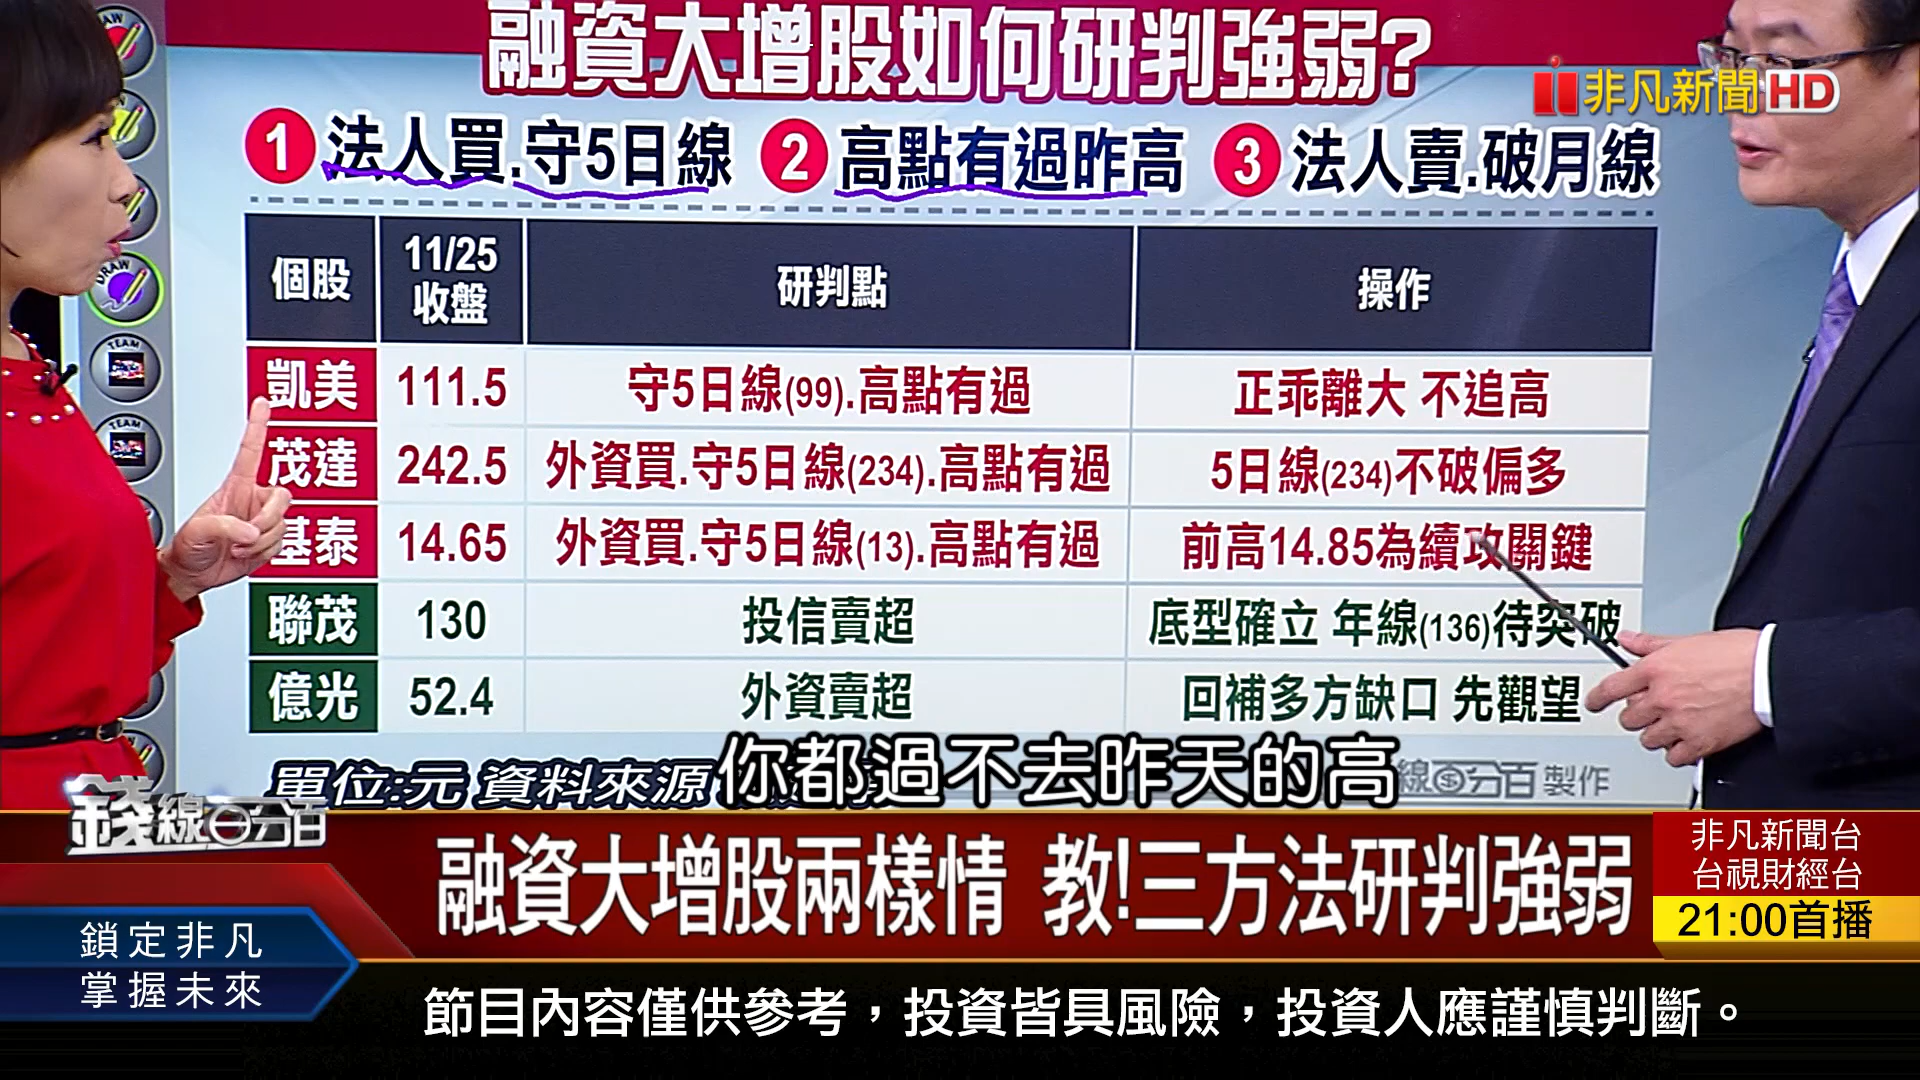 融資大增股如何研判強弱?
非凡新聞HD
1 法人買.守5日線 2 高點有過昨高 3 法人賣.破月線
個股 11/25收盤 研判點 操作
凱美 111.5 守5日線(99).高點有過 正乖離大 不追高
茂達 242.5 外資買.守5日線(234).高點有過 5日線(234)不破偏多
基泰 14.65 外資買.守5日線(13).高點有過 前高14.85為續攻關鍵
聯茂 130 投信賣超 底型確立 年線(136)待突破
億光 52.4 外資賣超 回補多方缺口 先觀望
單位:元 資料來源
線百分百 製作
你都過不去昨天的高
DRAW
DRAW
TEAM
TEAM
錢線百分百
融資大增股兩樣情 教!三方法研判強弱
非凡新聞台
台視財經台
21:00首播
鎖定非凡
掌握未來
節目內容僅供參考，投資皆具風險，投資人應謹慎判斷。